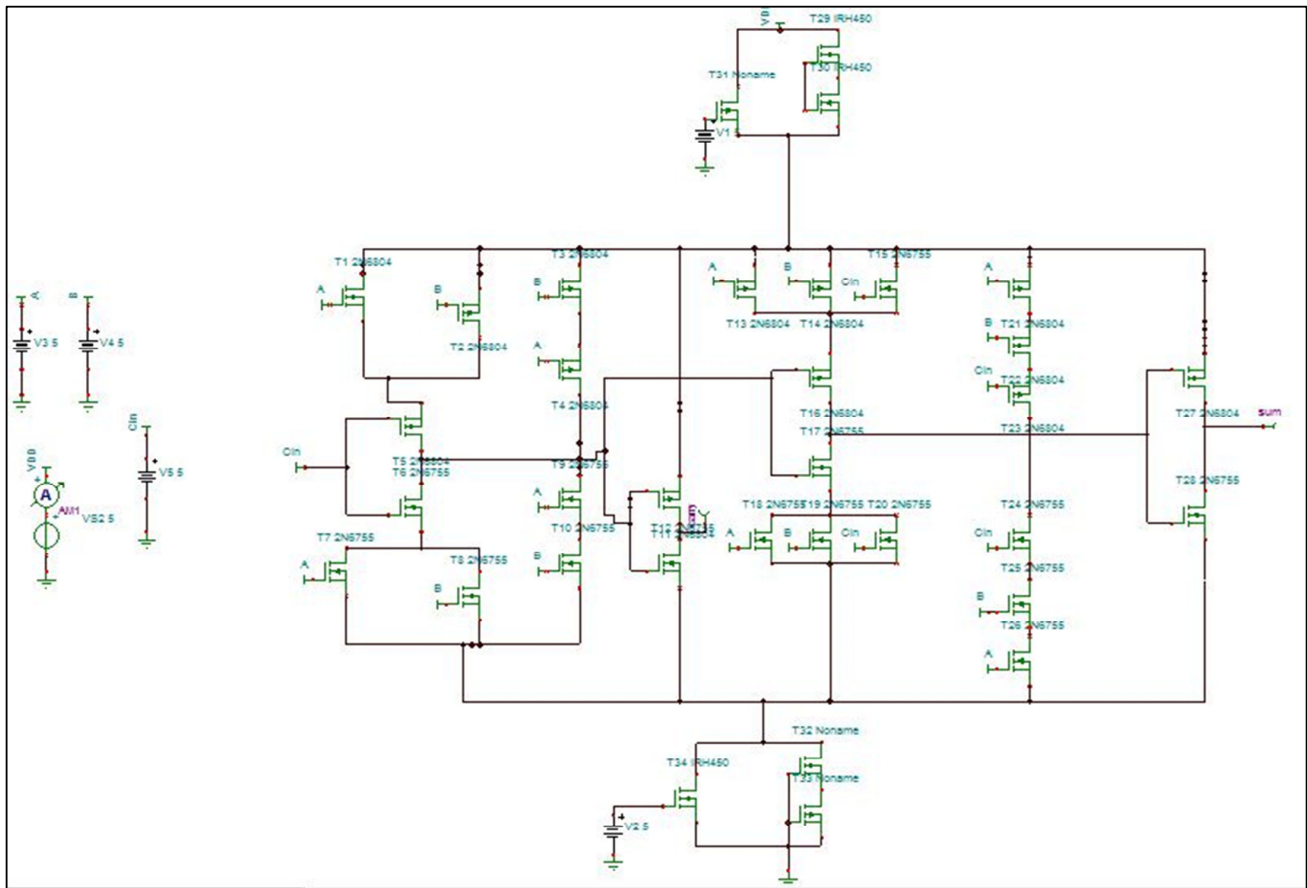 T29 IRH450
T30 IRH450
T31 Noname
V1 5
T1 2N6804
T3 2N6804
T15 2N6755
A
B
B
A
B
Cin
A
T13 2N6804
T14 2N6804
T21 2N6804
A
B
V3 5
V4 5
T2 2N6804
A
B
T22 2N6804
Cin
T4 2N6804
T16 2N6804
T23 2N6804
T27 2N6804
sum
Cin
T17 2N6755
Cin
T5 2N6804
T6 2N6755
T9 2N6755
VDD
A
AM1
VS2 5
V5 5
A
T10 2N6755
T18 2N6755
T19 2N6755
T20 2N6755
T24 2N6755
T28 2N6755
T12 2N6755
T11 2N6804
T7 2N6755
T8 2N6755
A
B
B
A
B
Cin
Cin
T25 2N6755
B
T26 2N6755
A
T32 Noname
T33 Noname
T34 IRH450
V2 5